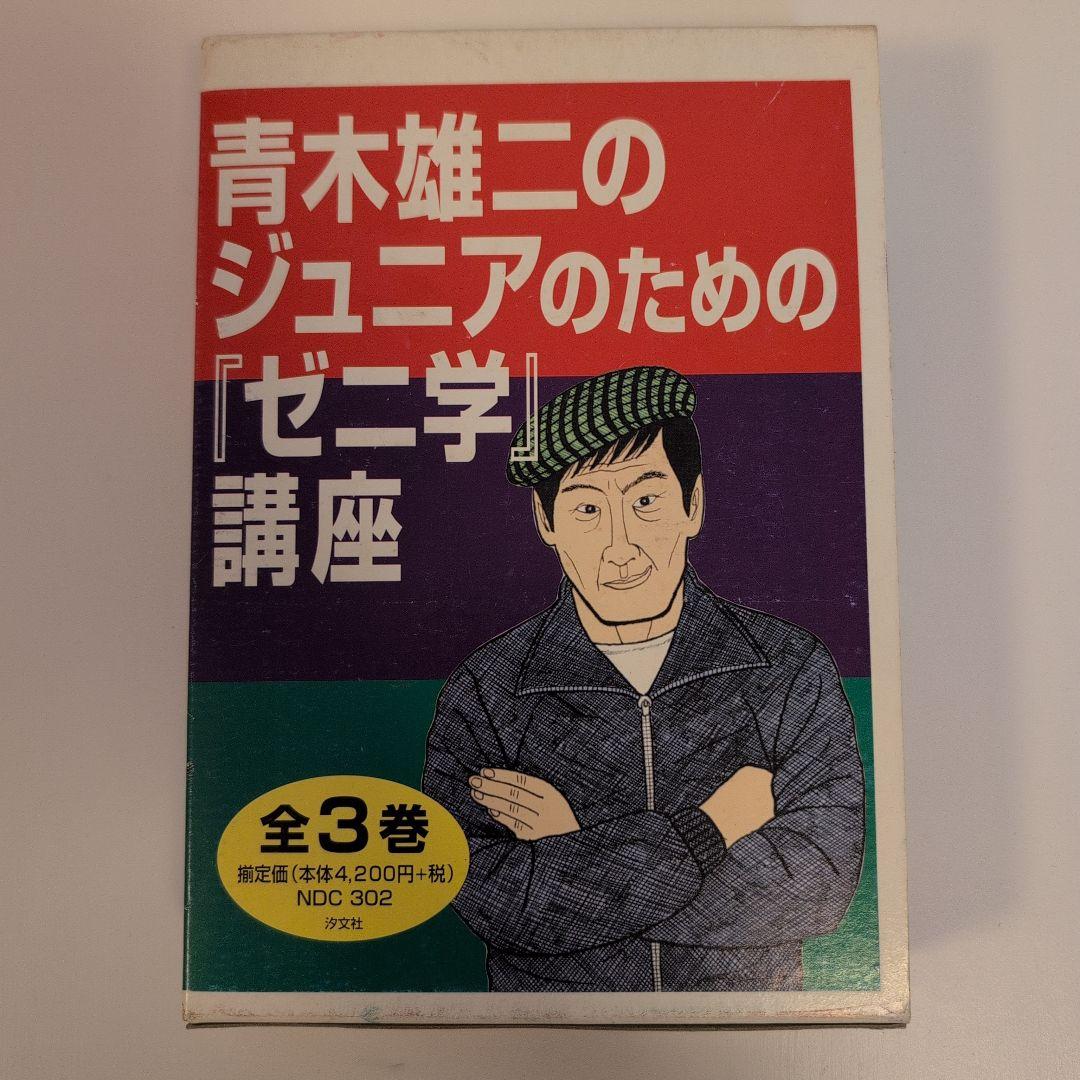 青木雄二の
ジュニアのための
『ゼニ学』
講座
全3巻
揃定価(本体4,200円+税)
NDC 302
汐文社